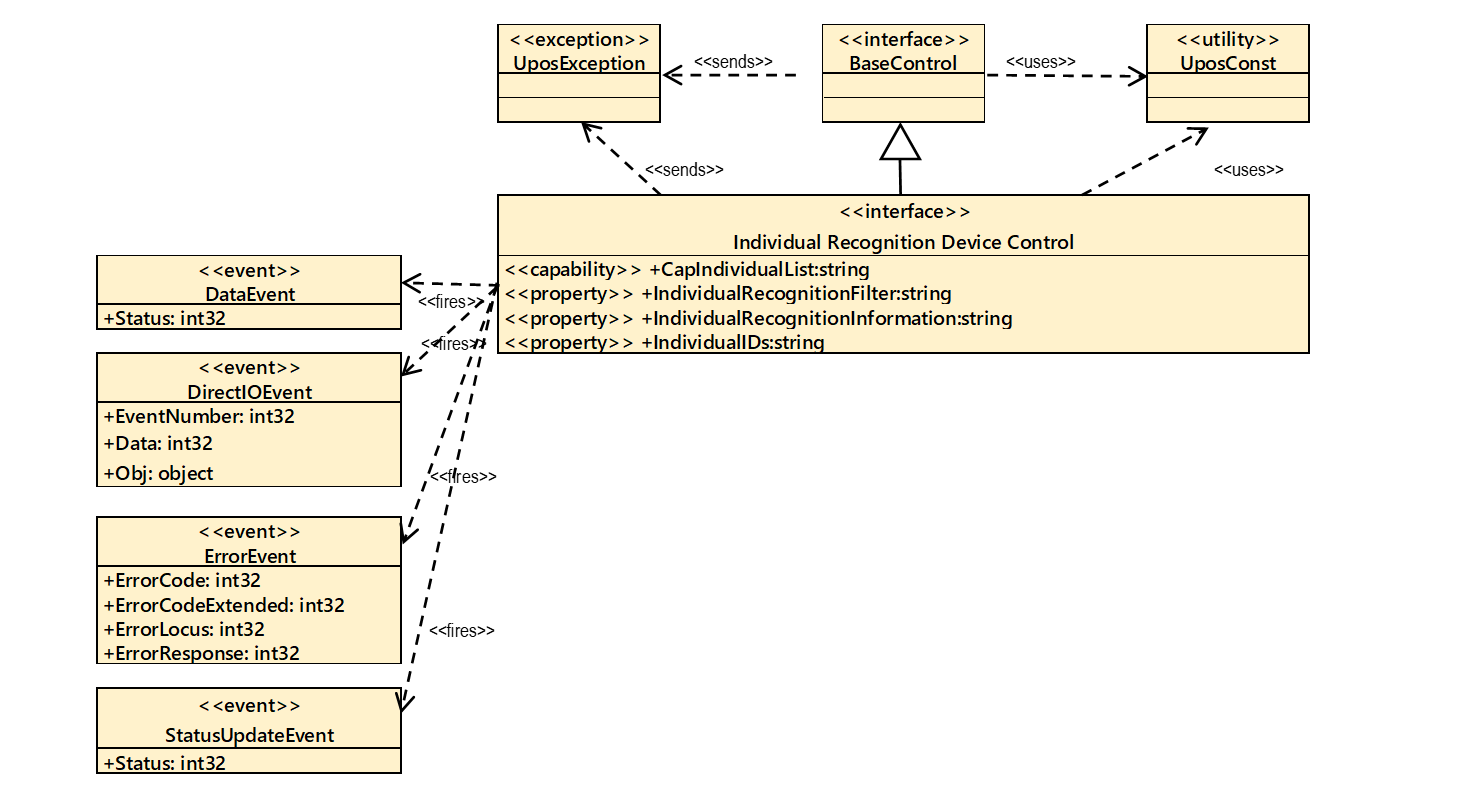 <<exception>>
UposException
<<sends>>
<<interface>>
BaseControl
<<uses>>
<<utility>>
UposConst
<<sends>>
<<uses>>
<<interface>>
Individual Recognition Device Control
<<capability>> +CapIndividualList:string
<<property>> +IndividualRecognitionFilter:string
<<property>> +IndividualRecognitionInformation:string
<<property>> +IndividualIDs:string
<<event>>
DataEvent
+Status: int32
<<fires>>
<<fires>>
<<event>>
DirectIOEvent
+EventNumber: int32
+Data: int32
+Obj: object
<<fires>>
<<event>>
ErrorEvent
+ErrorCode: int32
+ErrorCodeExtended: int32
+ErrorLocus: int32
+ErrorResponse: int32
<<fires>>
<<event>>
StatusUpdateEvent
+Status: int32